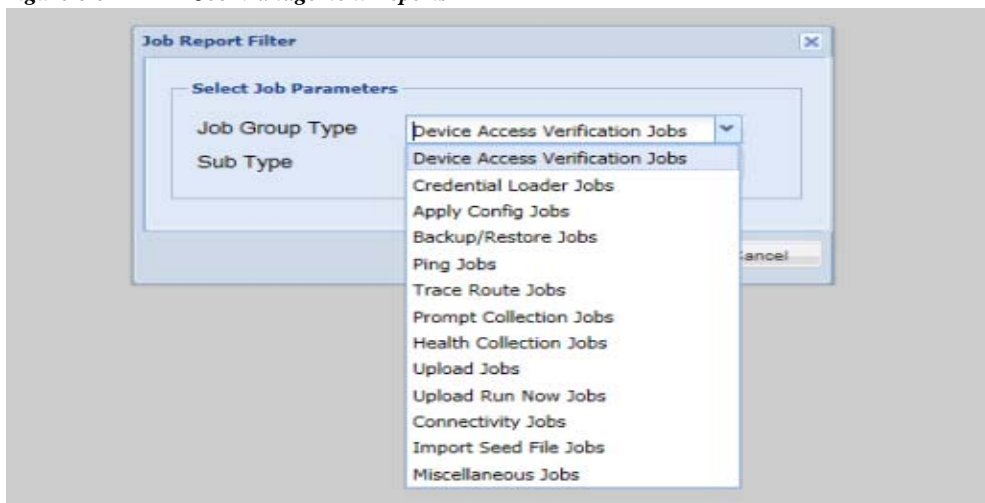 Job Report Filter
Select Job Parameters
Job Group Type Device Access Verification Jobs
Sub Type Device Access Verification Jobs
Credential Loader Jobs
Apply Config Jobs
Backup/Restore Jobs
Ping Jobs
Trace Route Jobs
Prompt Collection Jobs
Health Collection Jobs
Upload Jobs
Upload Run Now Jobs
Connectivity Jobs
Import Seed File Jobs
Miscellaneous Jobs